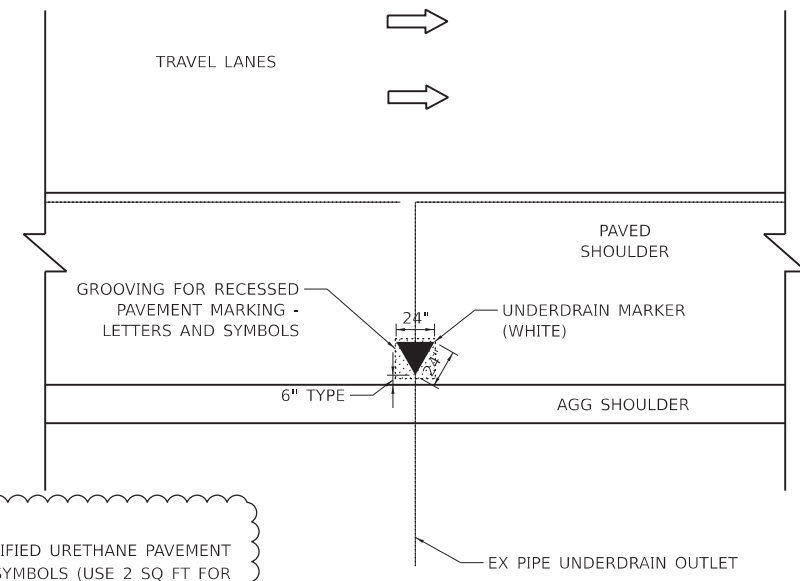 TRAVEL LANES
PAVED
SHOULDER
GROOVING FOR RECESSED
PAVEMENT MARKING -
LETTERS AND SYMBOLS
24"
UNDERDRAIN MARKER
(WHITE)
24"
6" TYPE
AGG SHOULDER
IFIED URETHANE PAVEMENT
SYMBOLS (USE 2 SQ FT FOR
EX PIPE UNDERDRAIN OUTLET